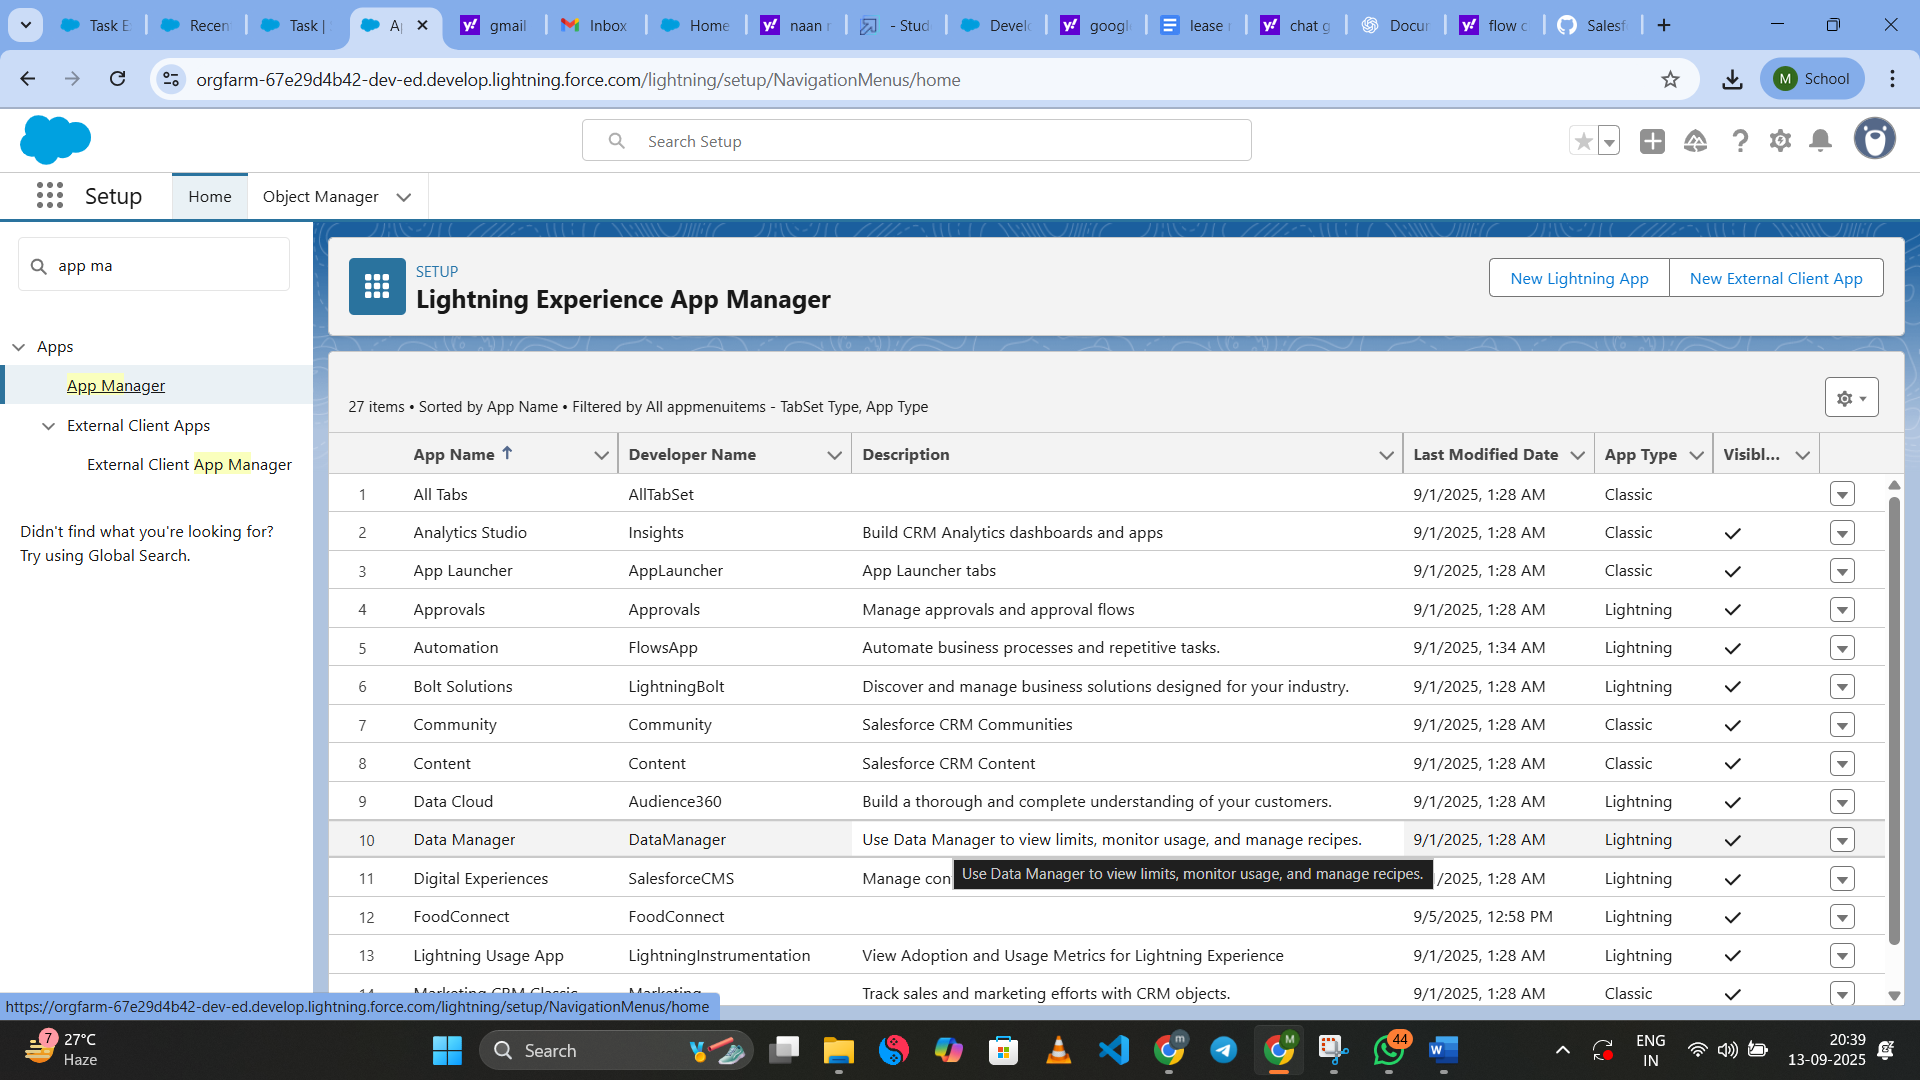 Task E
Recen
Task |
Ap
gmail
Inbox
Home
naan r
- Stud
Develo
google
lease r
chat g
Docur
flow c
Salesf
orgfarm-67e29d4b42-dev-ed.develop.lightning.force.com/lightning/setup/NavigationMenus/home
M School
Search Setup
Setup
Home
Object Manager
app ma
Apps
App Manager
External Client Apps
External Client App Manager
Didn't find what you're looking for?
Try using Global Search.
SETUP
Lightning Experience App Manager
New Lightning App
New External Client App
27 items • Sorted by App Name • Filtered by All appmenuitems - TabSet Type, App Type
App Name Developer Name Description Last Modified Date App Type Visibl...
1 All Tabs AllTabSet 9/1/2025, 1:28 AM Classic
2 Analytics Studio Insights Build CRM Analytics dashboards and apps 9/1/2025, 1:28 AM Classic
3 App Launcher AppLauncher App Launcher tabs 9/1/2025, 1:28 AM Classic
4 Approvals Approvals Manage approvals and approval flows 9/1/2025, 1:28 AM Lightning
5 Automation FlowsApp Automate business processes and repetitive tasks. 9/1/2025, 1:34 AM Lightning
6 Bolt Solutions LightningBolt Discover and manage business solutions designed for your industry. 9/1/2025, 1:28 AM Lightning
7 Community Community Salesforce CRM Communities 9/1/2025, 1:28 AM Classic
8 Content Content Salesforce CRM Content 9/1/2025, 1:28 AM Classic
9 Data Cloud Audience360 Build a thorough and complete understanding of your customers. 9/1/2025, 1:28 AM Lightning
10 Data Manager DataManager Use Data Manager to view limits, monitor usage, and manage recipes. 9/1/2025, 1:28 AM Lightning
Use Data Manager to view limits, monitor usage, and manage recipes.
11 Digital Experiences SalesforceCMS Manage con /2025, 1:28 AM Lightning
12 FoodConnect FoodConnect 9/5/2025, 12:58 PM Lightning
13 Lightning Usage App LightningInstrumentation View Adoption and Usage Metrics for Lightning Experience 9/1/2025, 1:28 AM Lightning
14 Marketing CRM Classic Marketing Track sales and marketing efforts with CRM objects. 9/1/2025, 1:28 AM Classic
https://orgfarm-67e29d4b42-dev-ed.develop.lightning.force.com/lightning/setup/NavigationMenus/home
7
27°C
Haze
Search
m
M
44
ENG
IN
20:39
13-09-2025